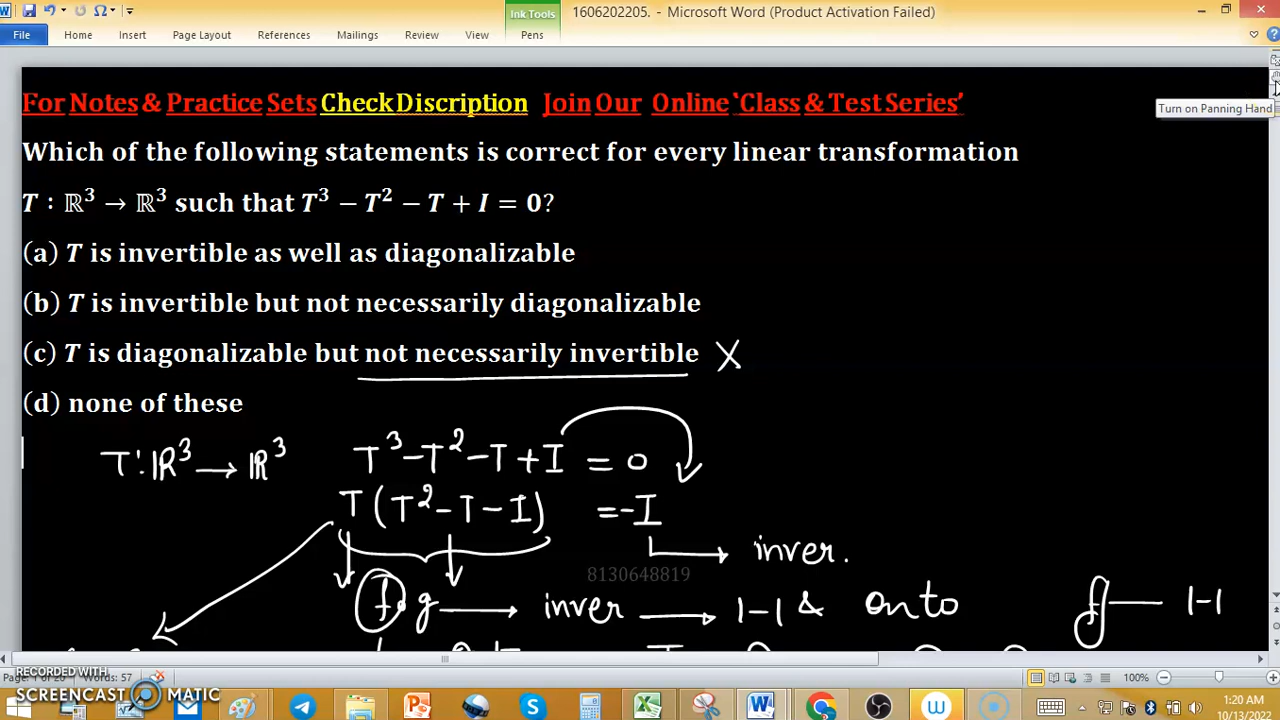 Ink Tools
1606202205. - Microsoft Word (Product Activation Failed)
File Home Insert Page Layout References Mailings Review View Pens
For Notes & Practice Sets Check Discription Join Our Online 'Class & Test Series'
Turn on Panning Hand
Which of the following statements is correct for every linear transformation
T : ℝ³ → ℝ³ such that T³ − T² − T + I = 0?
(a) T is invertible as well as diagonalizable
(b) T is invertible but not necessarily diagonalizable
(c) T is diagonalizable but not necessarily invertible X
(d) none of these
T: ℝ³ → ℝ³ T³ - T² - T + I = 0
T(T² - T - I) = -I
→ inver.
8130648819
f∘g → inver → 1-1 & onto f — 1-1
RECORDED WITH
SCREENCAST MATIC
Words: 57
100%
1:20 AM
10/13/2022